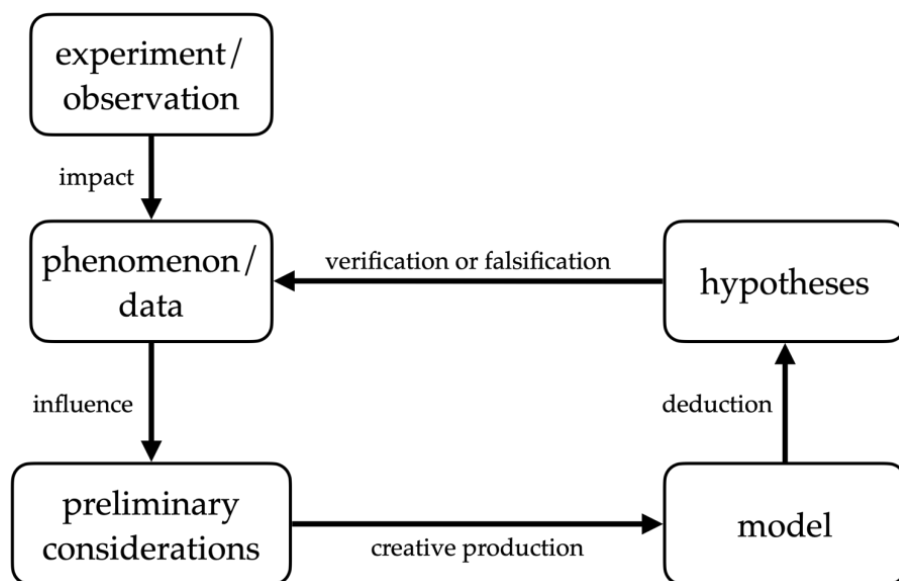 experiment/
observation
impact
phenomenon/
data
verification or falsification
hypotheses
influence
deduction
preliminary
considerations
creative production
model